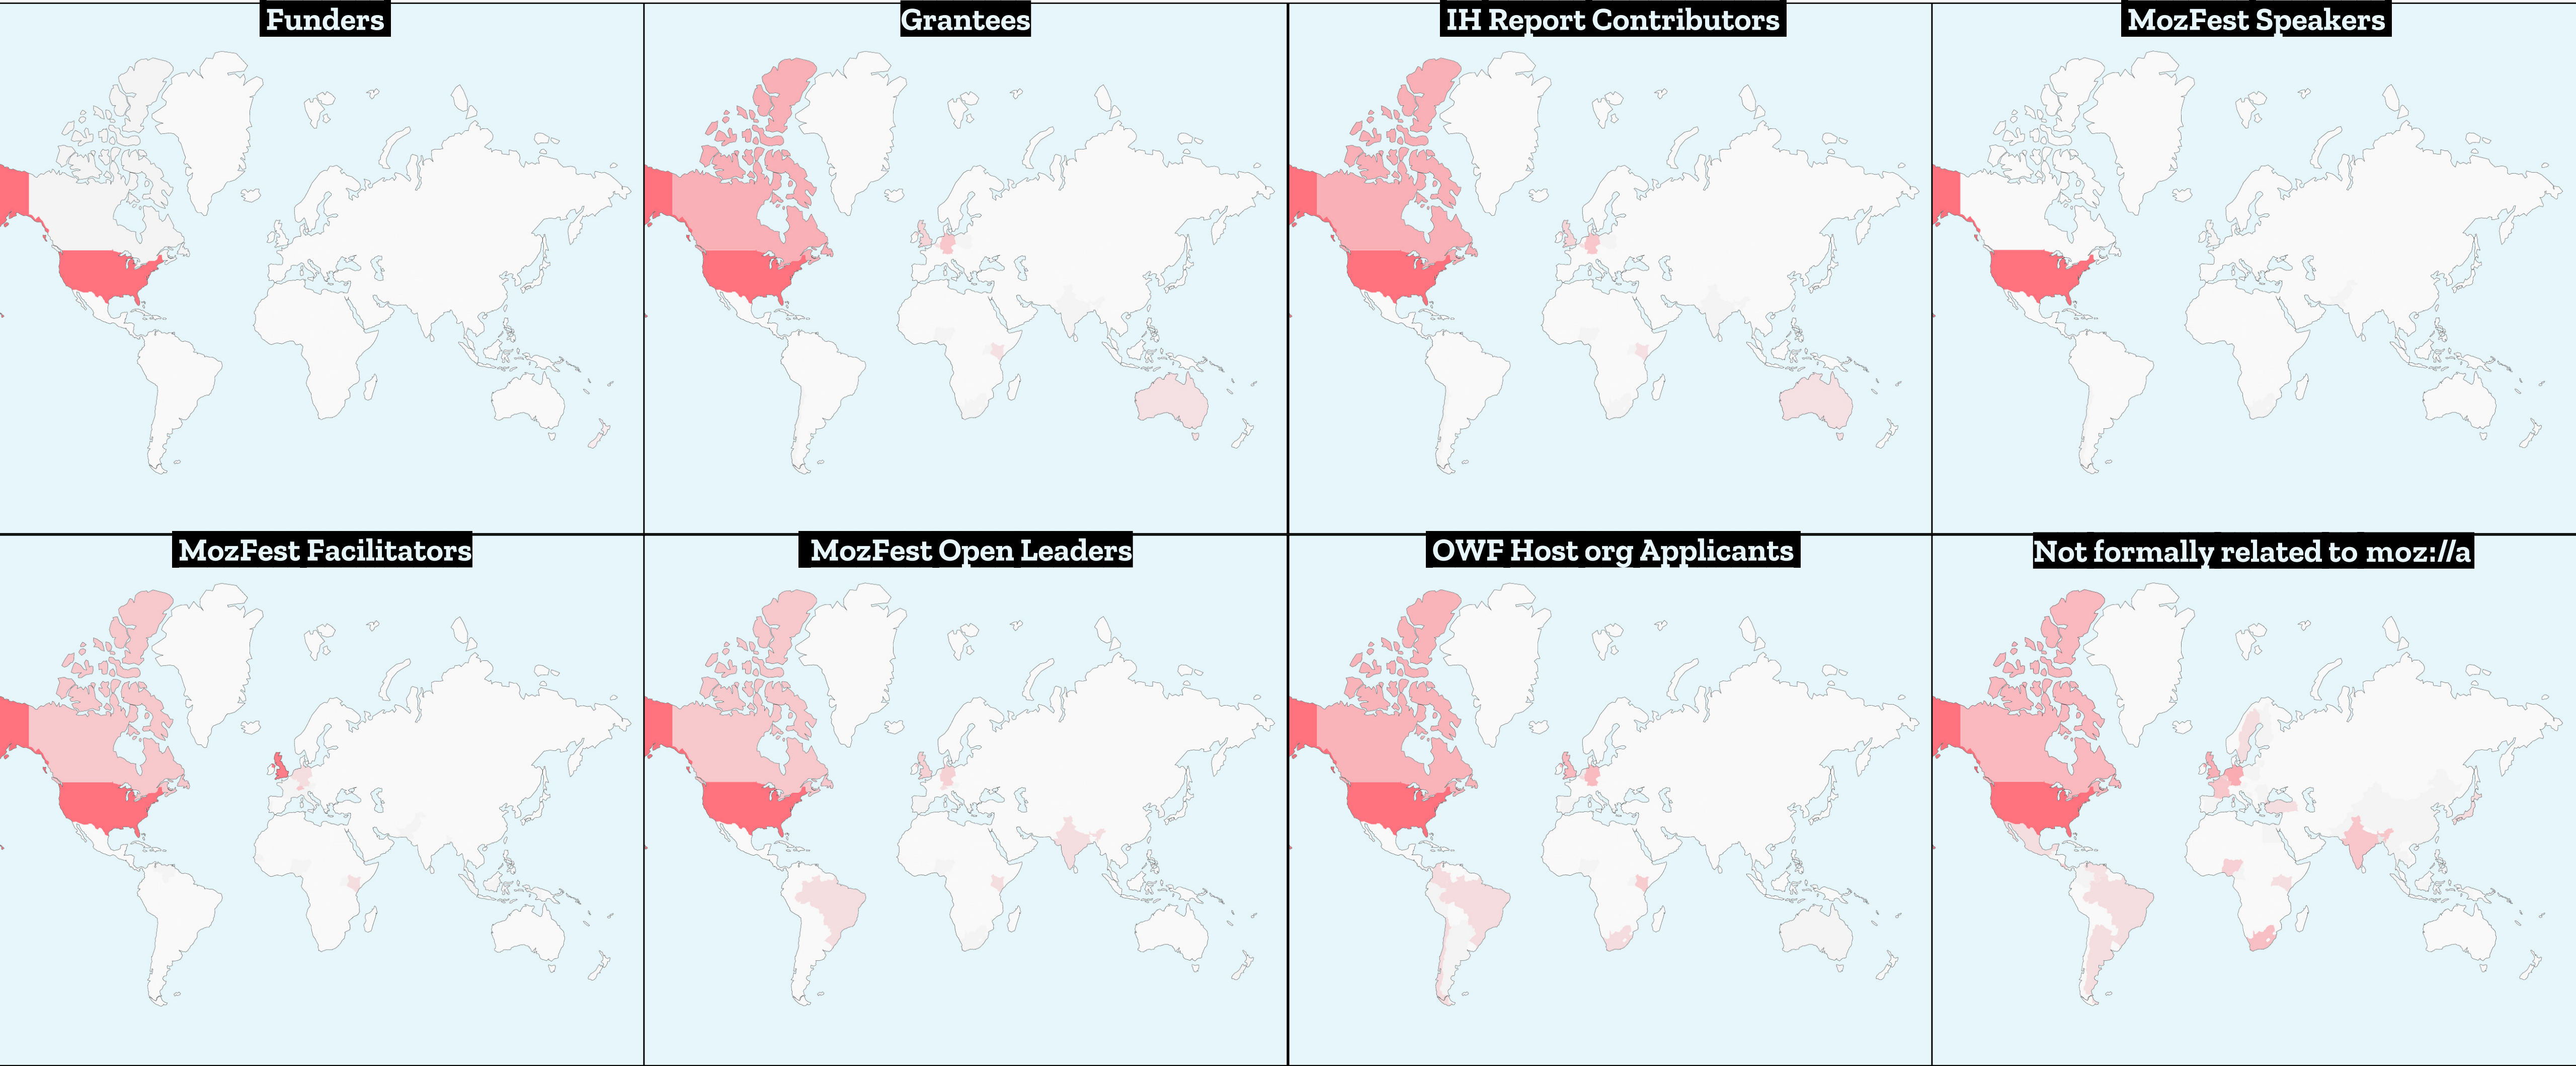 Funders
Grantees
IH Report Contributors
MozFest Speakers
MozFest Facilitators
MozFest Open Leaders
OWF Host org Applicants
Not formally related to moz://a